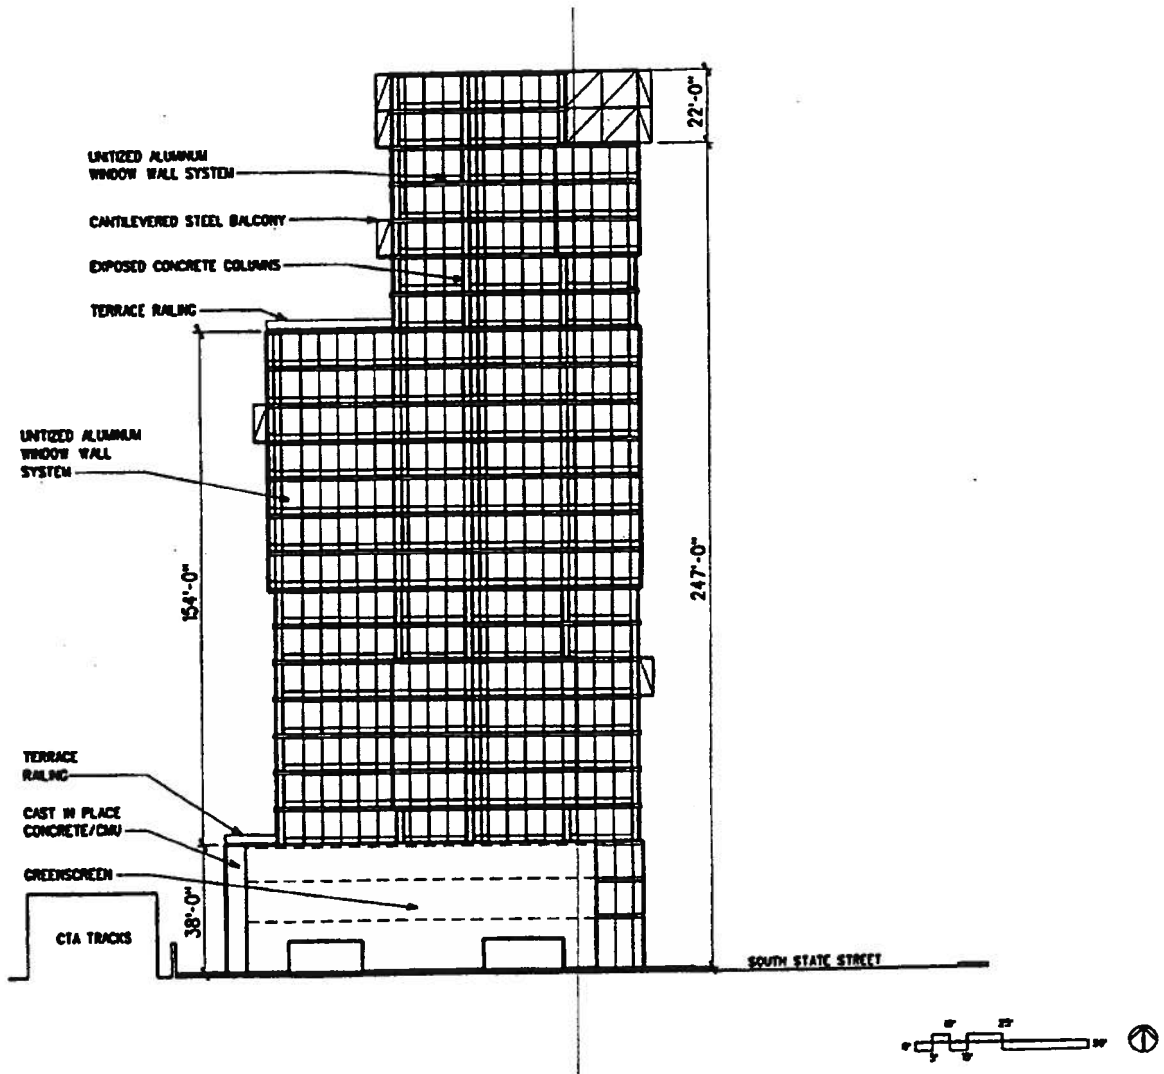 22'-0"
UNITIZED ALUMINUM
WINDOW WALL SYSTEM
CANTILEVERED STEEL BALCONY
EXPOSED CONCRETE COLUMNS
TERRACE RAILING
UNITIZED ALUMINUM
WINDOW WALL
SYSTEM
154'-0"
247'-0"
TERRACE
RAILING
CAST IN PLACE
CONCRETE/CMU
GREENSCREEN
38'-0"
CTA TRACKS
SOUTH STATE STREET
25'